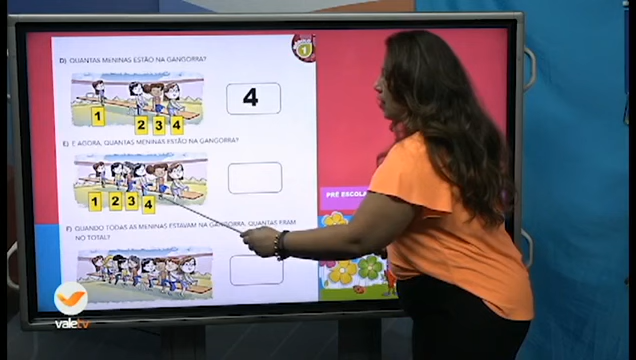 D) QUANTAS MENINAS ESTÃO NA GANGORRA?
1
1
2 3 4
4
E) E AGORA, QUANTAS MENINAS ESTÃO NA GANGORRA?
1 2 3 4
PRÉ ESCOLA
F) QUANDO TODAS AS MENINAS ESTAVAM NA GANGORRA, QUANTAS ERAM
NO TOTAL?
valetv